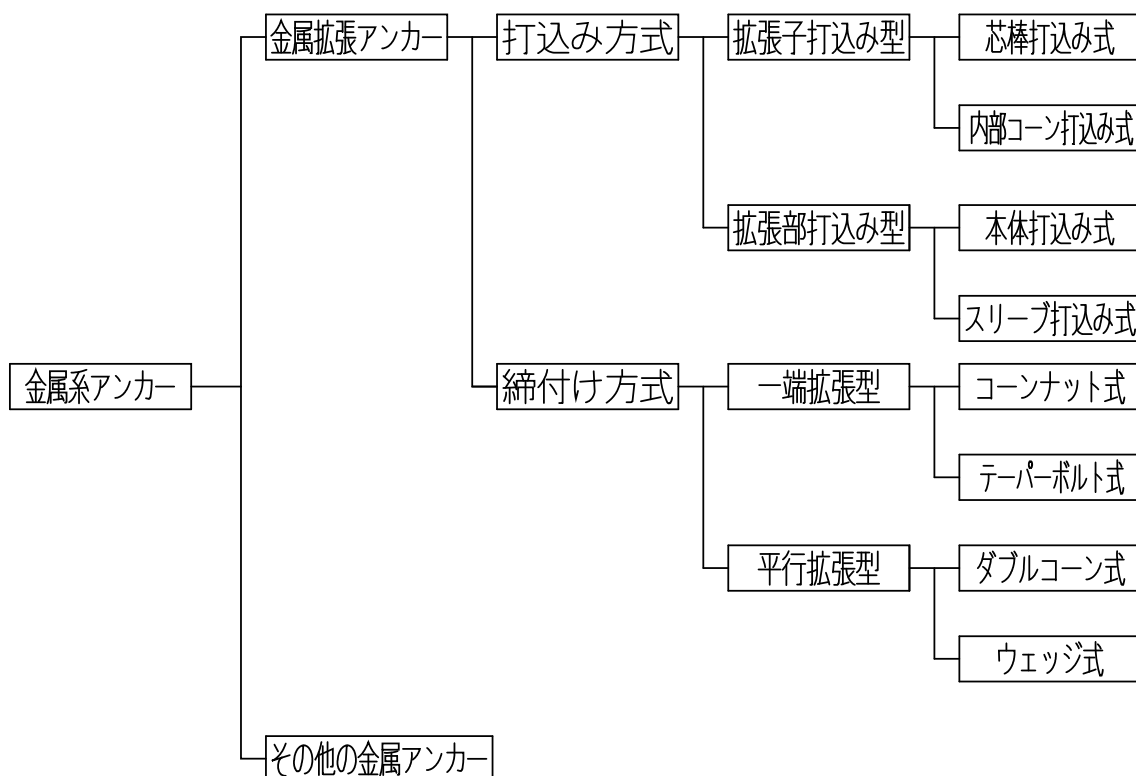 金属拡張アンカー
打込み方式
拡張子打込み型
芯棒打込み式
内部コーン打込み式
拡張部打込み型
本体打込み式
スリーブ打込み式
金属系アンカー
締付け方式
一端拡張型
コーンナット式
テーパーボルト式
平行拡張型
ダブルコーン式
ウェッジ式
その他の金属アンカー